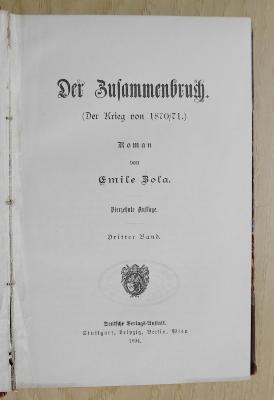 Der Zusammenbruch.
(Der Krieg von 1870/71.)
Roman
von
Emile Zola.
Vierzehnte Auflage.
Dritter Band.
Deutsche Verlags-Anstalt.
Stuttgart, Leipzig, Berlin, Wien
1894.